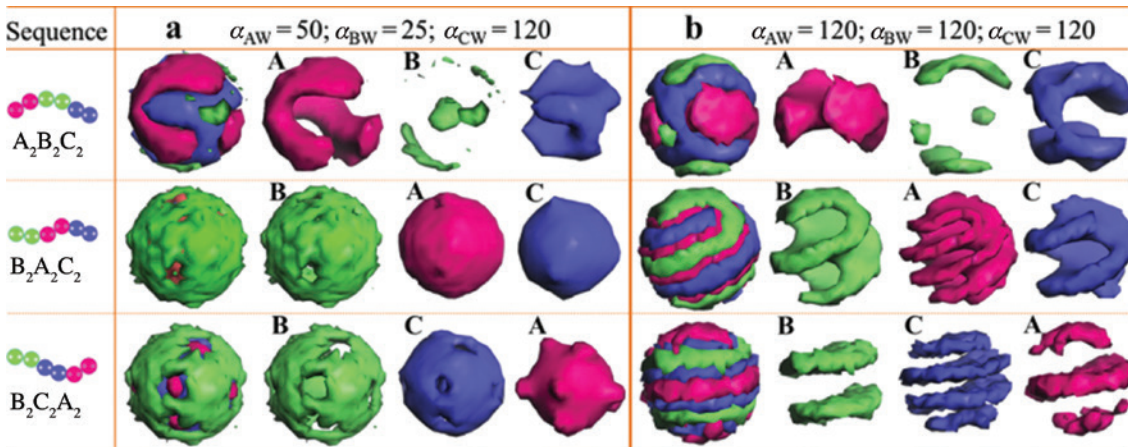 Sequence
a α_AW = 50; α_BW = 25; α_CW = 120
b α_AW = 120; α_BW = 120; α_CW = 120
A₂B₂C₂
A B C
A B C
B₂A₂C₂
B A C
B A C
B₂C₂A₂
B C A
B C A